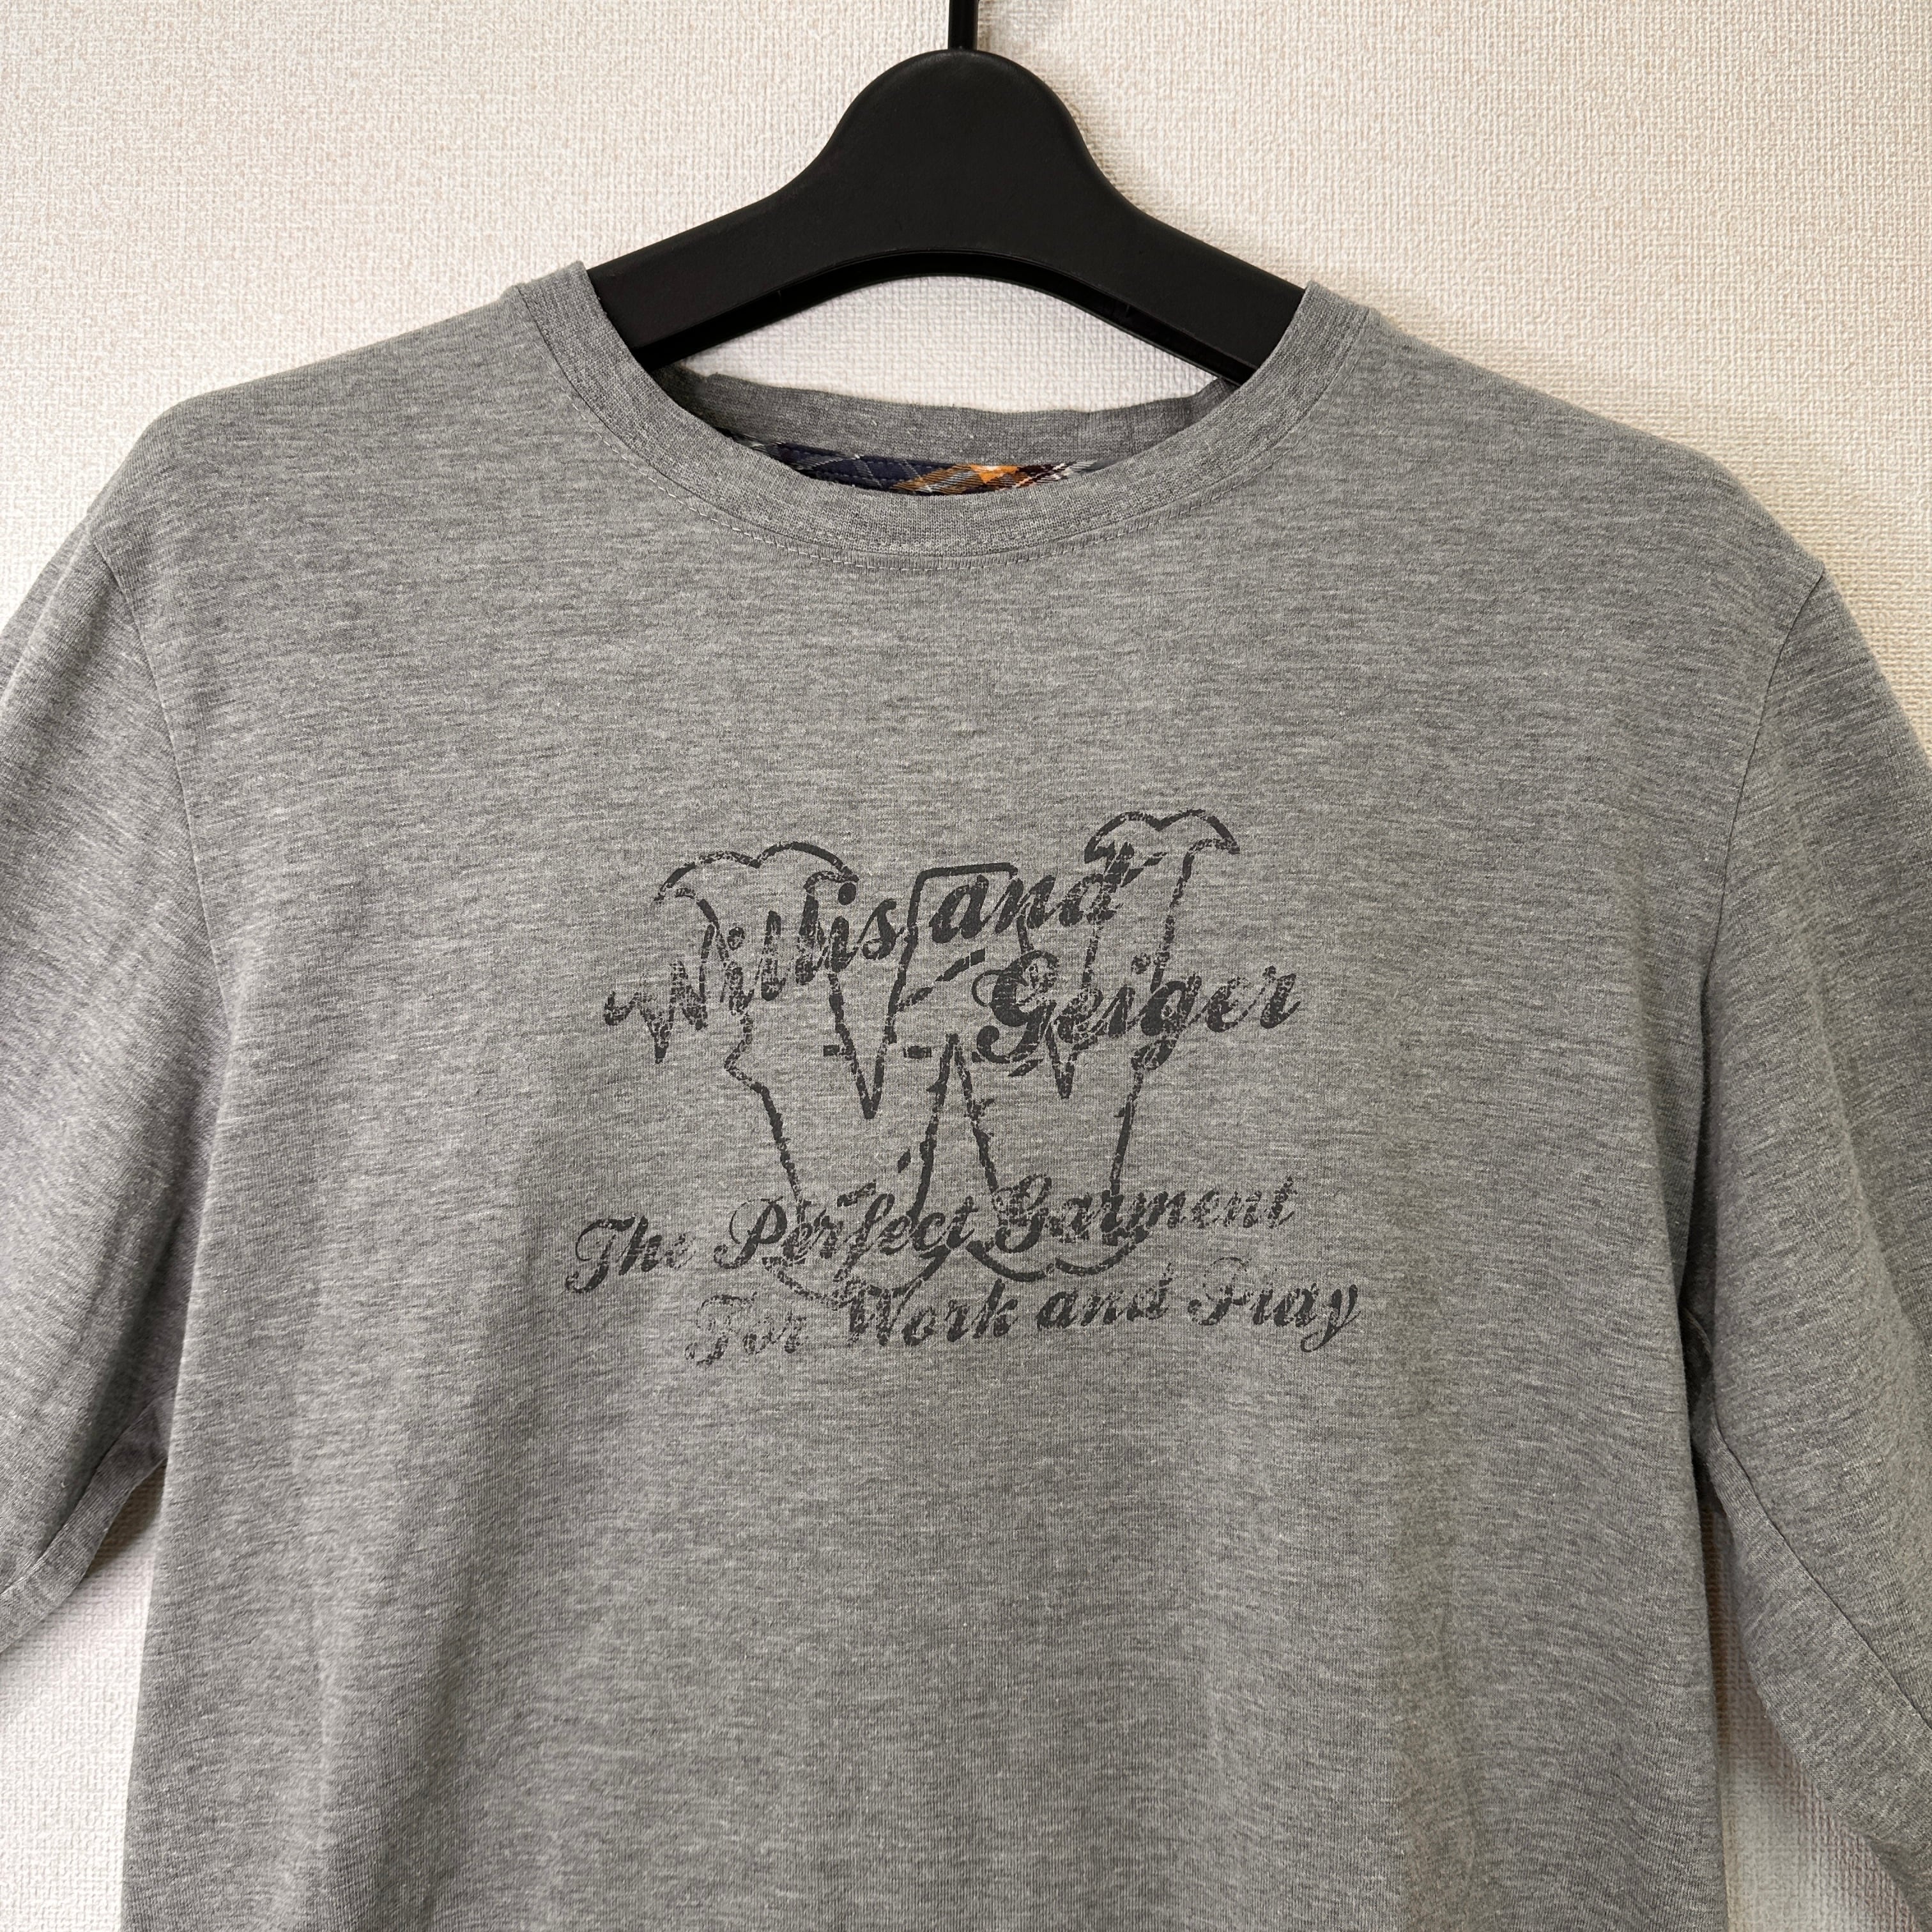 Willis and
Geiger
W
The Perfect Garment
For Work and Play